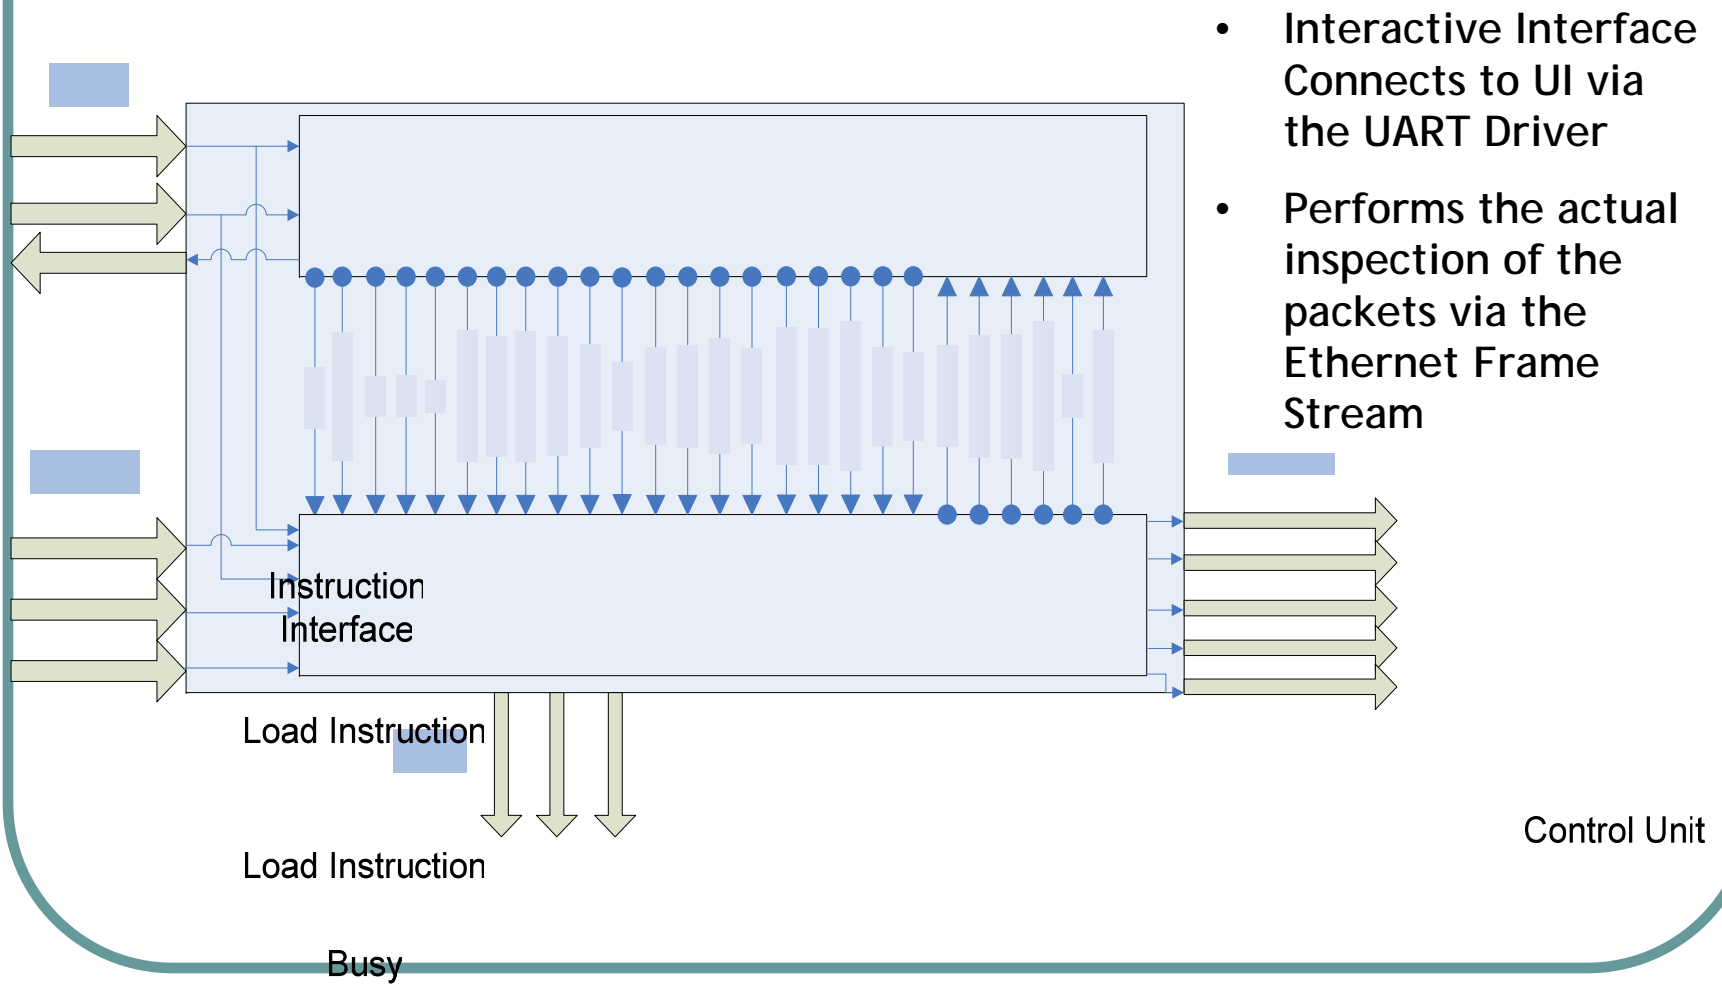 • Interactive Interface
Connects to UI via
the UART Driver
• Performs the actual
inspection of the
packets via the
Ethernet Frame
Stream
Instruction
Interface
Load Instruction
Control Unit
Load Instruction
Busy